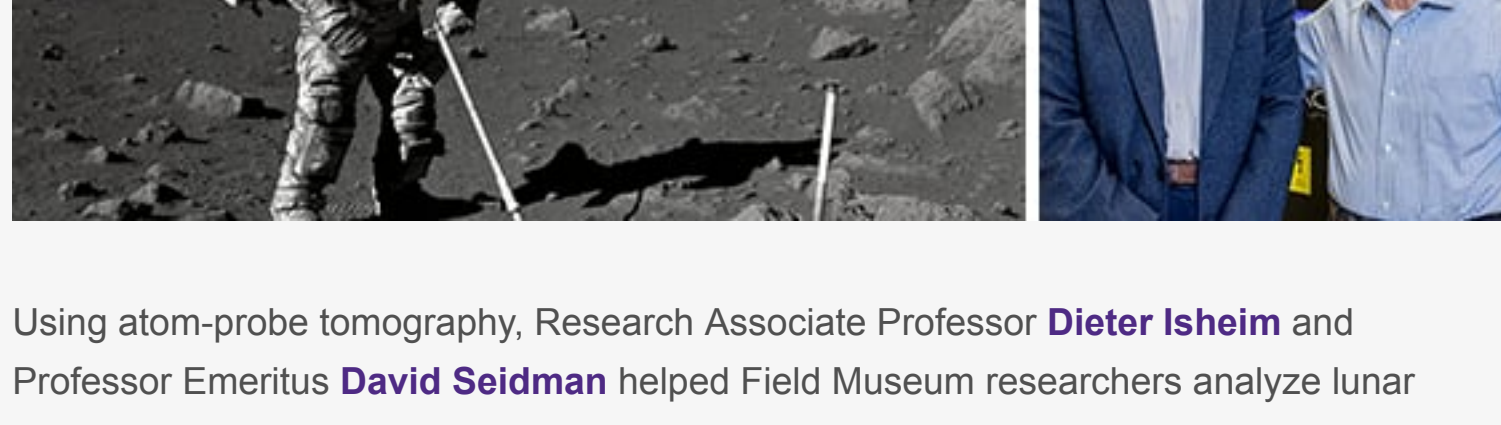 Using atom-probe tomography, Research Associate Professor Dieter Isheim and
Professor Emeritus David Seidman helped Field Museum researchers analyze lunar